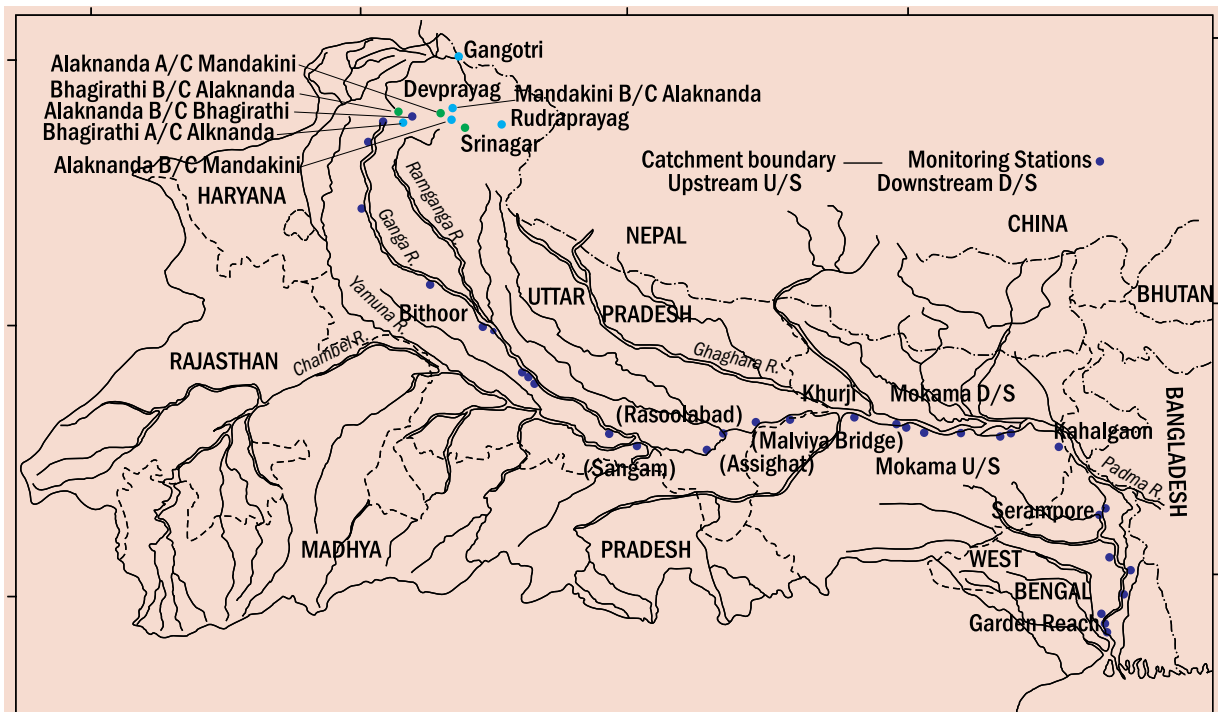 Gangotri
Alaknanda A/C Mandakini
Bhagirathi B/C Alaknanda
Devprayag
Mandakini B/C Alaknanda
Alaknanda B/C Bhagirathi
Rudraprayag
Bhagirathi A/C Alknanda
Srinagar
Alaknanda B/C Mandakini
Catchment boundary
Monitoring Stations
Upstream U/S
Downstream D/S
HARYANA
Ramganga R.
Ganga R.
NEPAL
CHINA
BHUTAN
Yamuna R.
Bithoor
UTTAR
PRADESH
RAJASTHAN
Chambel R.
Ghaghara R.
Khurji
Mokama D/S
BANGLADESH
(Rasoolabad)
(Malviya Bridge)
Kahalgaon
(Sangam)
(Assighat)
Mokama U/S
Padma R.
Serampore
MADHYA
PRADESH
WEST
BENGAL
Garden Reach